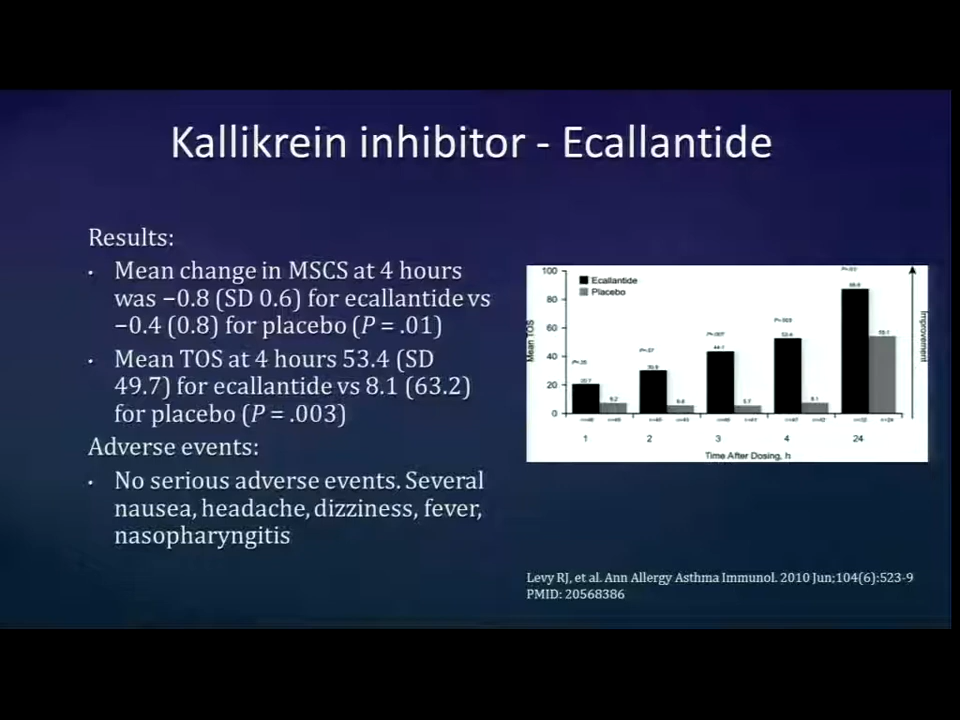 Kallikrein inhibitor - Ecallantide
Results:
• Mean change in MSCS at 4 hours
was −0.8 (SD 0.6) for ecallantide vs
−0.4 (0.8) for placebo (P = .01)
• Mean TOS at 4 hours 53.4 (SD
49.7) for ecallantide vs 8.1 (63.2)
for placebo (P = .003)
Adverse events:
• No serious adverse events. Several
nausea, headache, dizziness, fever,
nasopharyngitis
Ecallantide
Placebo
Improvement
Mean TOS
100
80
60
40
20
0
53.4
8.1
1 2 3 4 24
Time After Dosing, h
Levy RJ, et al. Ann Allergy Asthma Immunol. 2010 Jun;104(6):523-9
PMID: 20568386